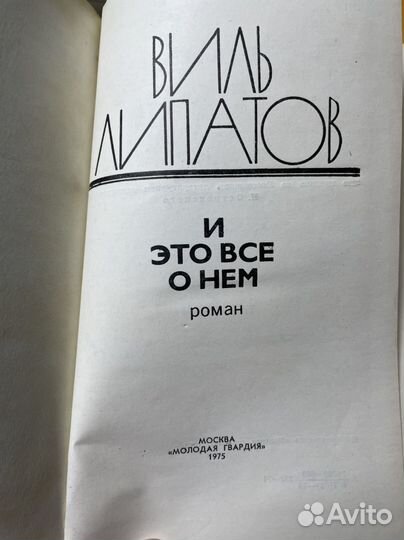 ВИЛЬ
ЛИПАТОВ
И
ЭТО ВСЕ
О НЕМ
роман
МОСКВА
«МОЛОДАЯ ГВАРДИЯ»
1975
Avito